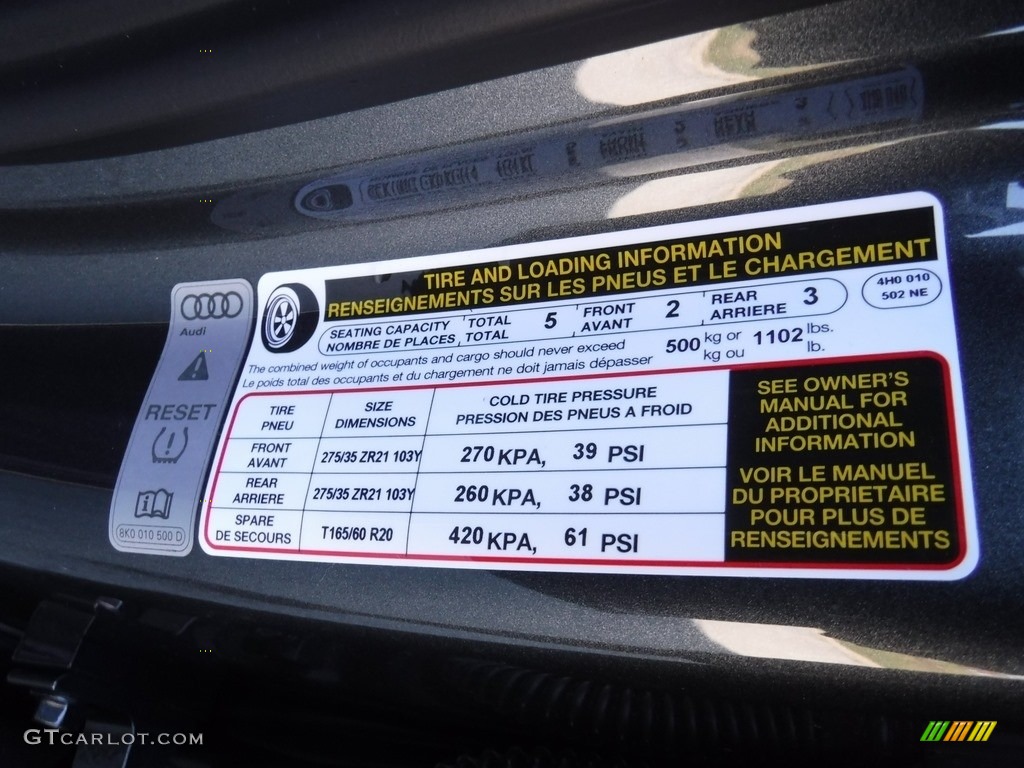 TIRE AND LOADING INFORMATION
RENSEIGNEMENTS SUR LES PNEUS ET LE CHARGEMENT
4H0 010
502 NE
SEATING CAPACITY TOTAL 5 FRONT 2 REAR 3
NOMBRE DE PLACES, TOTAL AVANT ARRIERE
The combined weight of occupants and cargo should never exceed 500 kg or 1102 lbs.
Le poids total des occupants et du chargement ne doit jamais dépasser kg ou lb.
TIRE SIZE COLD TIRE PRESSURE
PNEU DIMENSIONS PRESSION DES PNEUS A FROID
FRONT
AVANT 275/35 ZR21 103Y 270 KPA, 39 PSI
REAR
ARRIERE 275/35 ZR21 103Y 260 KPA, 38 PSI
SPARE
DE SECOURS T165/60 R20 420 KPA, 61 PSI
SEE OWNER'S
MANUAL FOR
ADDITIONAL
INFORMATION
VOIR LE MANUEL
DU PROPRIETAIRE
POUR PLUS DE
RENSEIGNEMENTS
Audi
RESET
8K0 010 500 D
GTCARLOT.COM